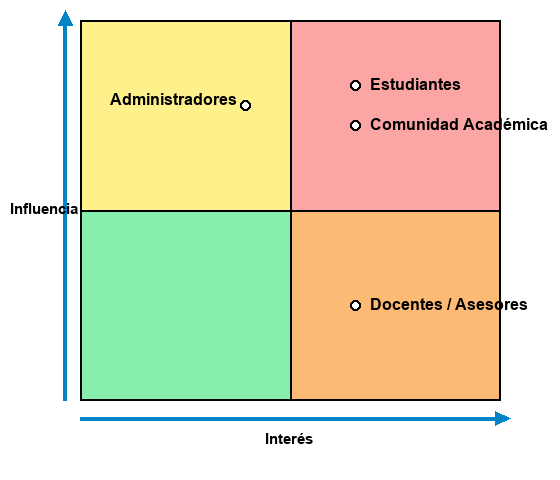 Estudiantes
Administradores
Comunidad Académica
Influencia
Docentes / Asesores
Interés